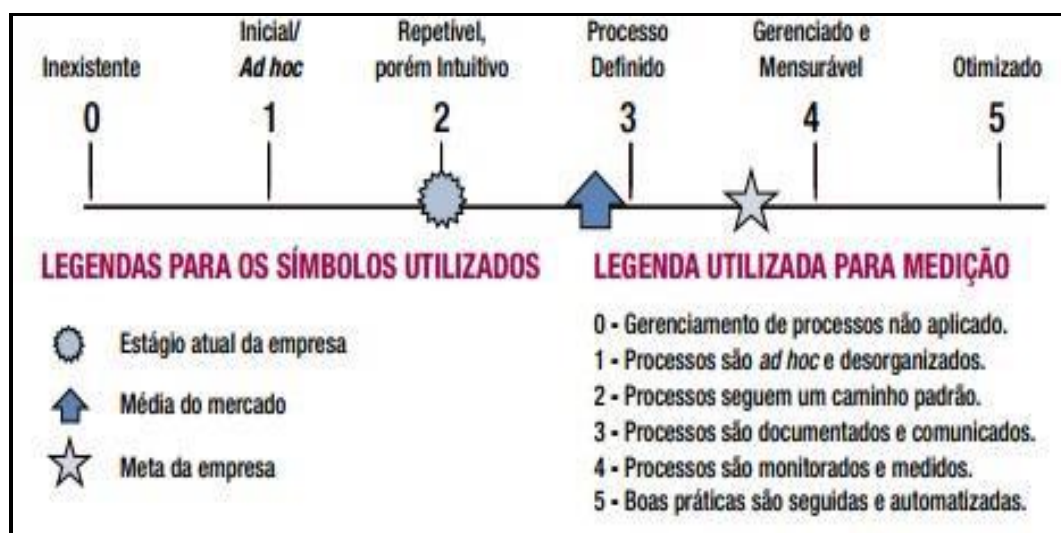 Inexistente
Inicial/
Ad hoc
Repetível,
porém Intuitivo
Processo
Definido
Gerenciado e
Mensurável
Otimizado
0 1 2 3 4 5
LEGENDAS PARA OS SÍMBOLOS UTILIZADOS
Estágio atual da empresa
Média do mercado
Meta da empresa
LEGENDA UTILIZADA PARA MEDIÇÃO
0 - Gerenciamento de processos não aplicado.
1 - Processos são ad hoc e desorganizados.
2 - Processos seguem um caminho padrão.
3 - Processos são documentados e comunicados.
4 - Processos são monitorados e medidos.
5 - Boas práticas são seguidas e automatizadas.